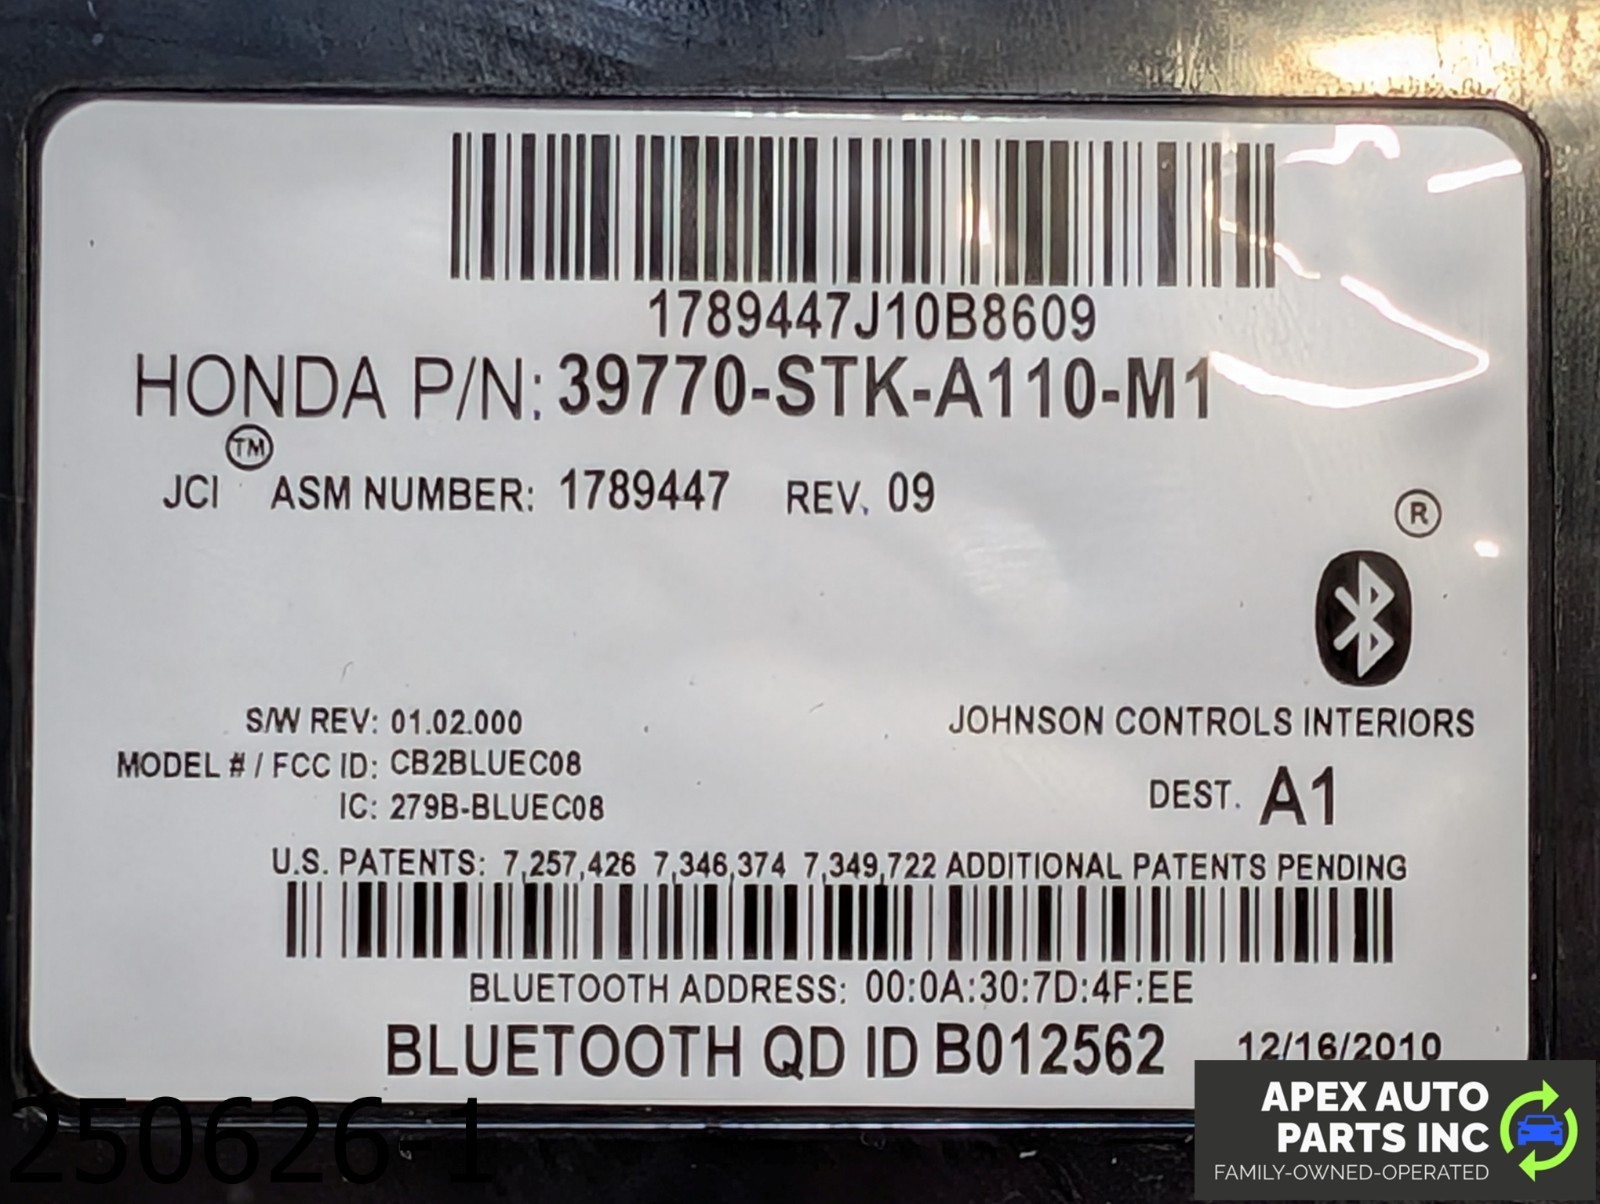 1789447J10B8609
HONDA P/N: 39770-STK-A110-M1
JCI TM ASM NUMBER: 1789447 REV. 09
®
S/W REV: 01.02.000
JOHNSON CONTROLS INTERIORS
MODEL # / FCC ID: CB2BLUEC08
DEST. A1
IC: 279B-BLUEC08
U.S. PATENTS: 7,257,426 7,346,374 7,349,722 ADDITIONAL PATENTS PENDING
BLUETOOTH ADDRESS: 00:0A:30:7D:4F:EE
BLUETOOTH QD ID B012562 12/16/2010
250626-1
APEX AUTO
PARTS INC
FAMILY-OWNED-OPERATED